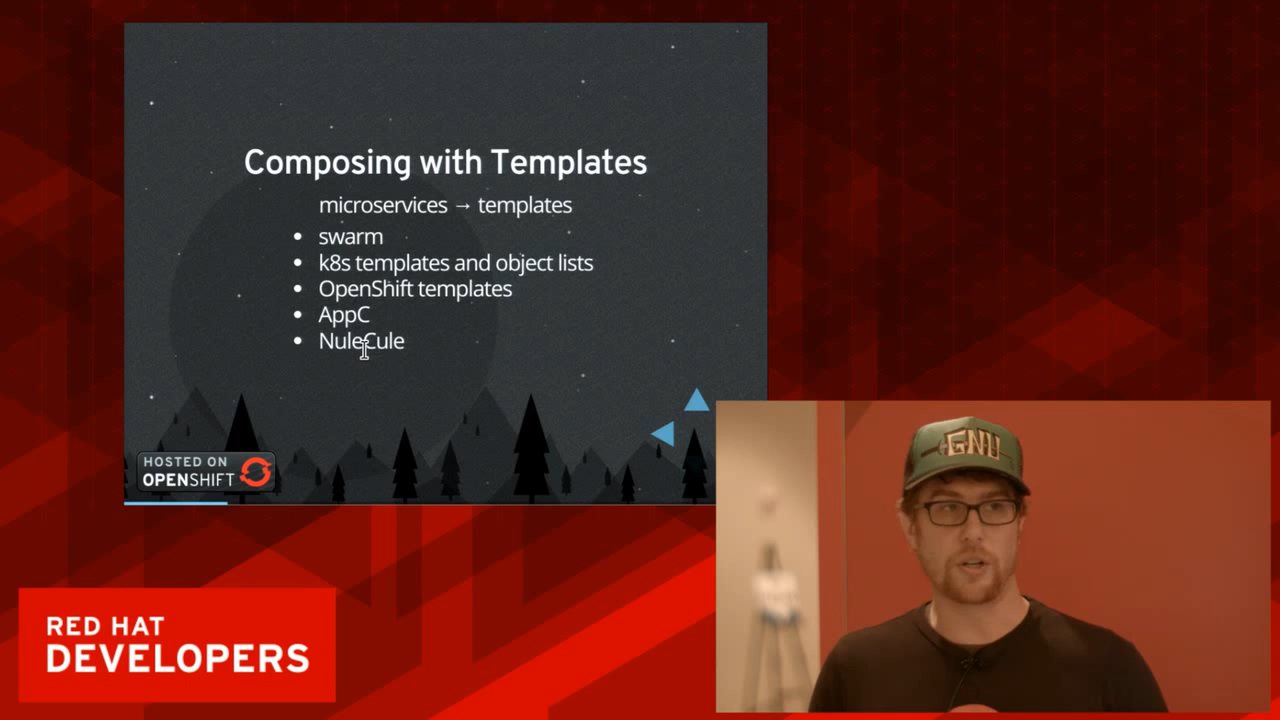 Composing with Templates
microservices → templates
• swarm
• k8s templates and object lists
• OpenShift templates
• AppC
• NuleCule
HOSTED ON
OPENSHIFT
GNU
RED HAT
DEVELOPERS